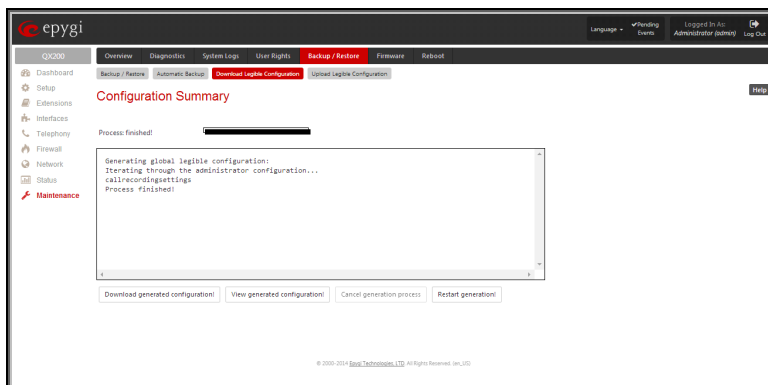 epygi
Language
Pending Events
Logged In As:
Administrator (admin)
Log Out
QX200
Overview Diagnostics System Logs User Rights Backup / Restore Firmware Reboot
Backup / Restore Automatic Backup Download Legible Configuration Upload Legible Configuration
Dashboard
Setup
Extensions
Interfaces
Telephony
Firewall
Network
Status
Maintenance
Configuration Summary
Help
Process: finished!
Generating global legible configuration:
Iterating through the administrator configuration...
callrecordingsettings
Process finished!
Download generated configuration! View generated configuration! Cancel generation process Restart generation!
© 2000-2014 Epygi Technologies, LTD. All Rights Reserved. (en_US)